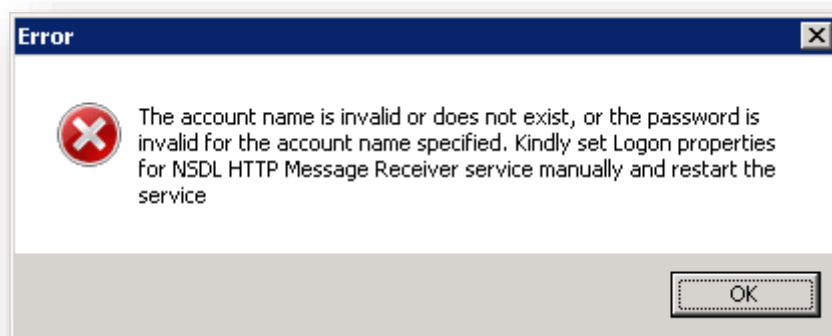 Error
The account name is invalid or does not exist, or the password is
invalid for the account name specified. Kindly set Logon properties
for NSDL HTTP Message Receiver service manually and restart the
service
OK